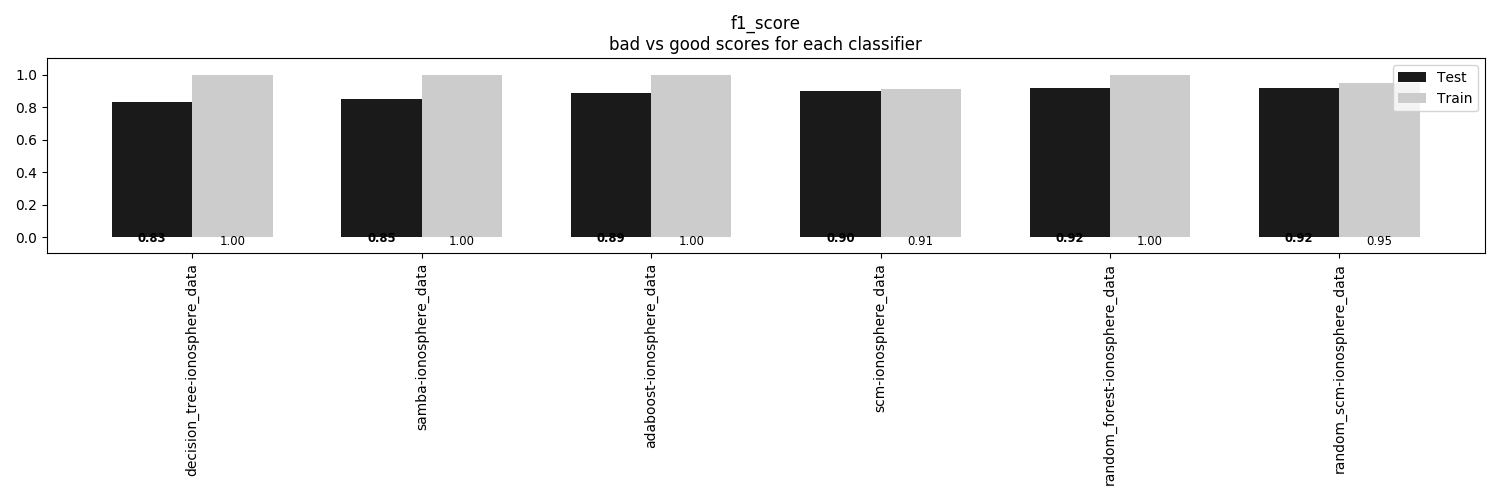 f1_score
bad vs good scores for each classifier
1.0
0.8
0.6
0.4
0.2
0.0
Test
Train
0.83
1.00
0.85
1.00
0.89
1.00
0.90
0.91
0.92
1.00
0.92
0.95
decision_tree-ionosphere_data
samba-ionosphere_data
adaboost-ionosphere_data
scm-ionosphere_data
random_forest-ionosphere_data
random_scm-ionosphere_data